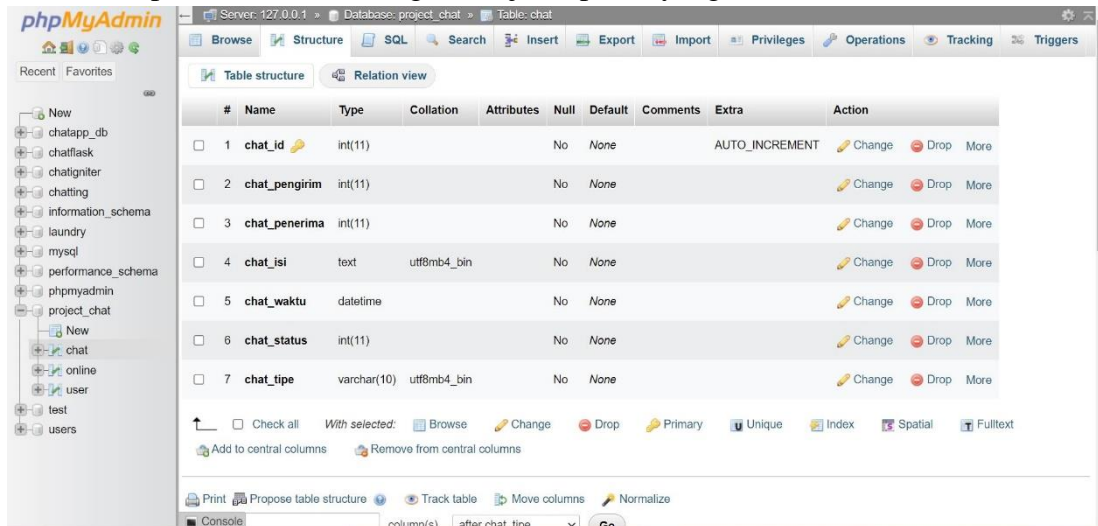 phpMyAdmin
Recent Favorites
New
chatapp_db
chatflask
chatigniter
chatting
information_schema
laundry
mysql
performance_schema
phpmyadmin
project_chat
New
chat
online
user
test
users
Server: 127.0.0.1 » Database: project_chat » Table: chat
Browse Structure SQL Search Insert Export Import Privileges Operations Tracking Triggers
Table structure Relation view
# Name Type Collation Attributes Null Default Comments Extra Action
1 chat_id int(11) No None AUTO_INCREMENT Change Drop More
2 chat_pengirim int(11) No None Change Drop More
3 chat_penerima int(11) No None Change Drop More
4 chat_isi text utf8mb4_bin No None Change Drop More
5 chat_waktu datetime No None Change Drop More
6 chat_status int(11) No None Change Drop More
7 chat_tipe varchar(10) utf8mb4_bin No None Change Drop More
Check all With selected: Browse Change Drop Primary Unique Index Spatial Fulltext
Add to central columns Remove from central columns
Print Propose table structure Track table Move columns Normalize
Console column(s) after chat_tipe Go